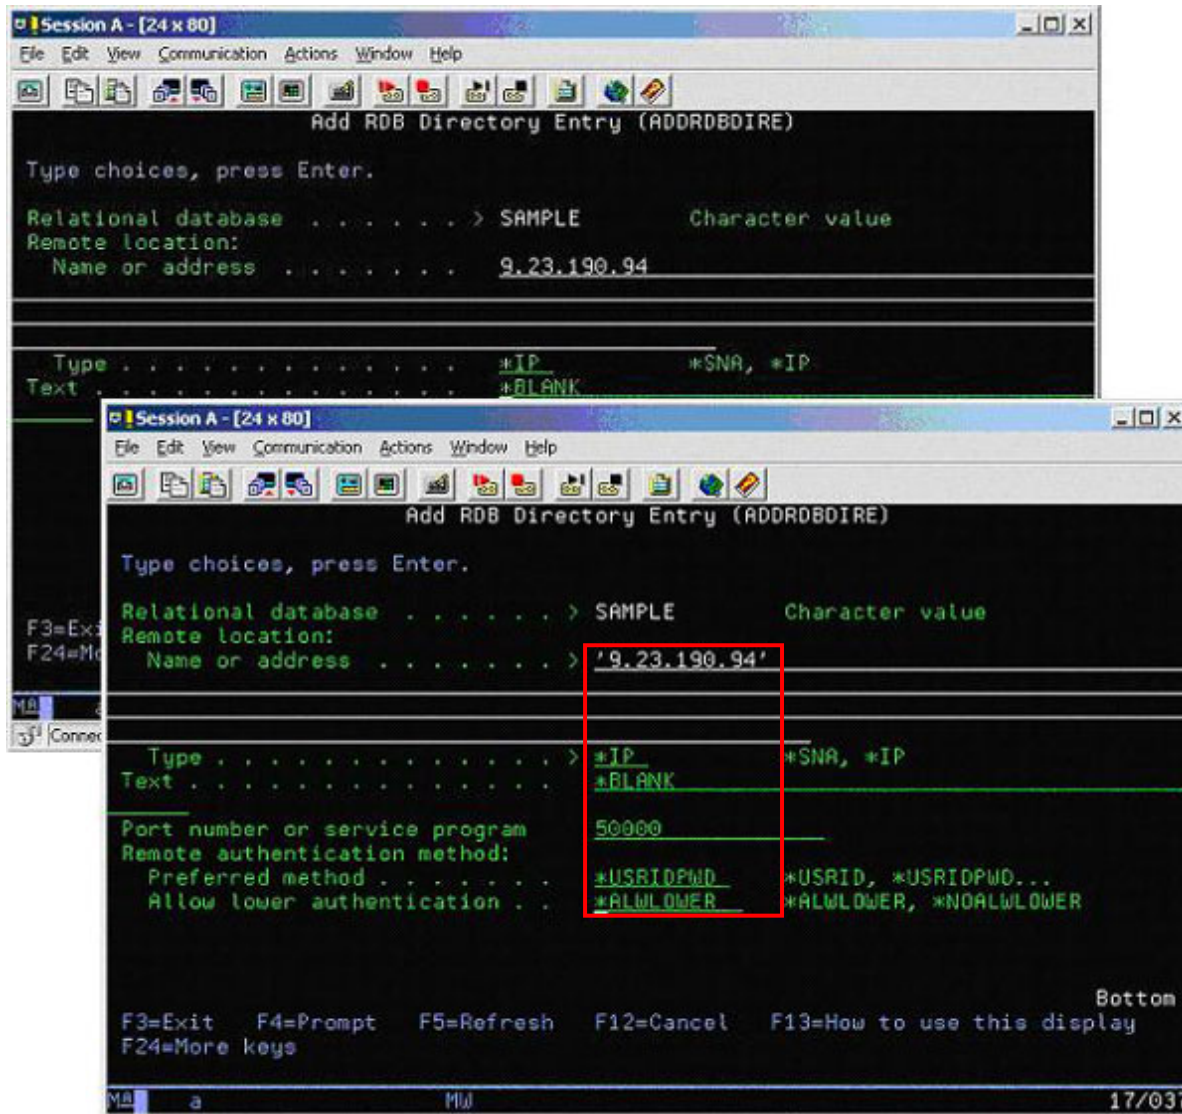 Session A - [24 x 80]
File Edit View Communication Actions Window Help
Add RDB Directory Entry (ADDRDBDIRE)
Type choices, press Enter.
Relational database . . . . . . > SAMPLE Character value
Remote location:
Name or address . . . . . . . 9.23.190.94
Type . . . . . . . . . . . . . *IP *SNA, *IP
Text . . . . . . . . . . . . . . *BLANK
F3=Exi
F24=Mo
MA a
Connec
Session A - [24 x 80]
File Edit View Communication Actions Window Help
Add RDB Directory Entry (ADDRDBDIRE)
Type choices, press Enter.
Relational database . . . . . . > SAMPLE Character value
Remote location:
Name or address . . . . . . . > '9.23.190.94'
Type . . . . . . . . . . . . . > *IP *SNA, *IP
Text . . . . . . . . . . . . . . *BLANK
Port number or service program 50000
Remote authentication method:
Preferred method . . . . . . . *USRIDPWD *USRID, *USRIDPWD...
Allow lower authentication . . *ALWLOWER *ALWLOWER, *NOALWLOWER
Bottom
F3=Exit F4=Prompt F5=Refresh F12=Cancel F13=How to use this display
F24=More keys
MA a MW 17/037